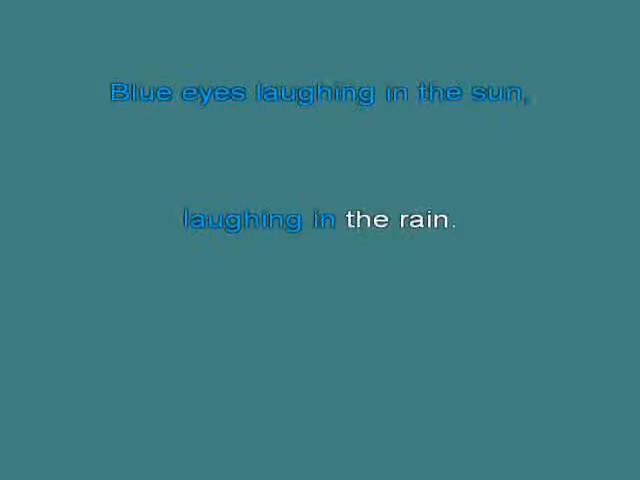 Blue eyes laughing in the sun,
laughing in the rain.